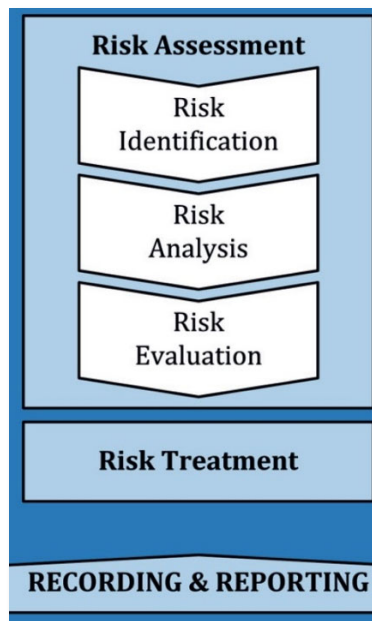 Risk Assessment
Risk
Identification
Risk
Analysis
Risk
Evaluation
Risk Treatment
RECORDING & REPORTING